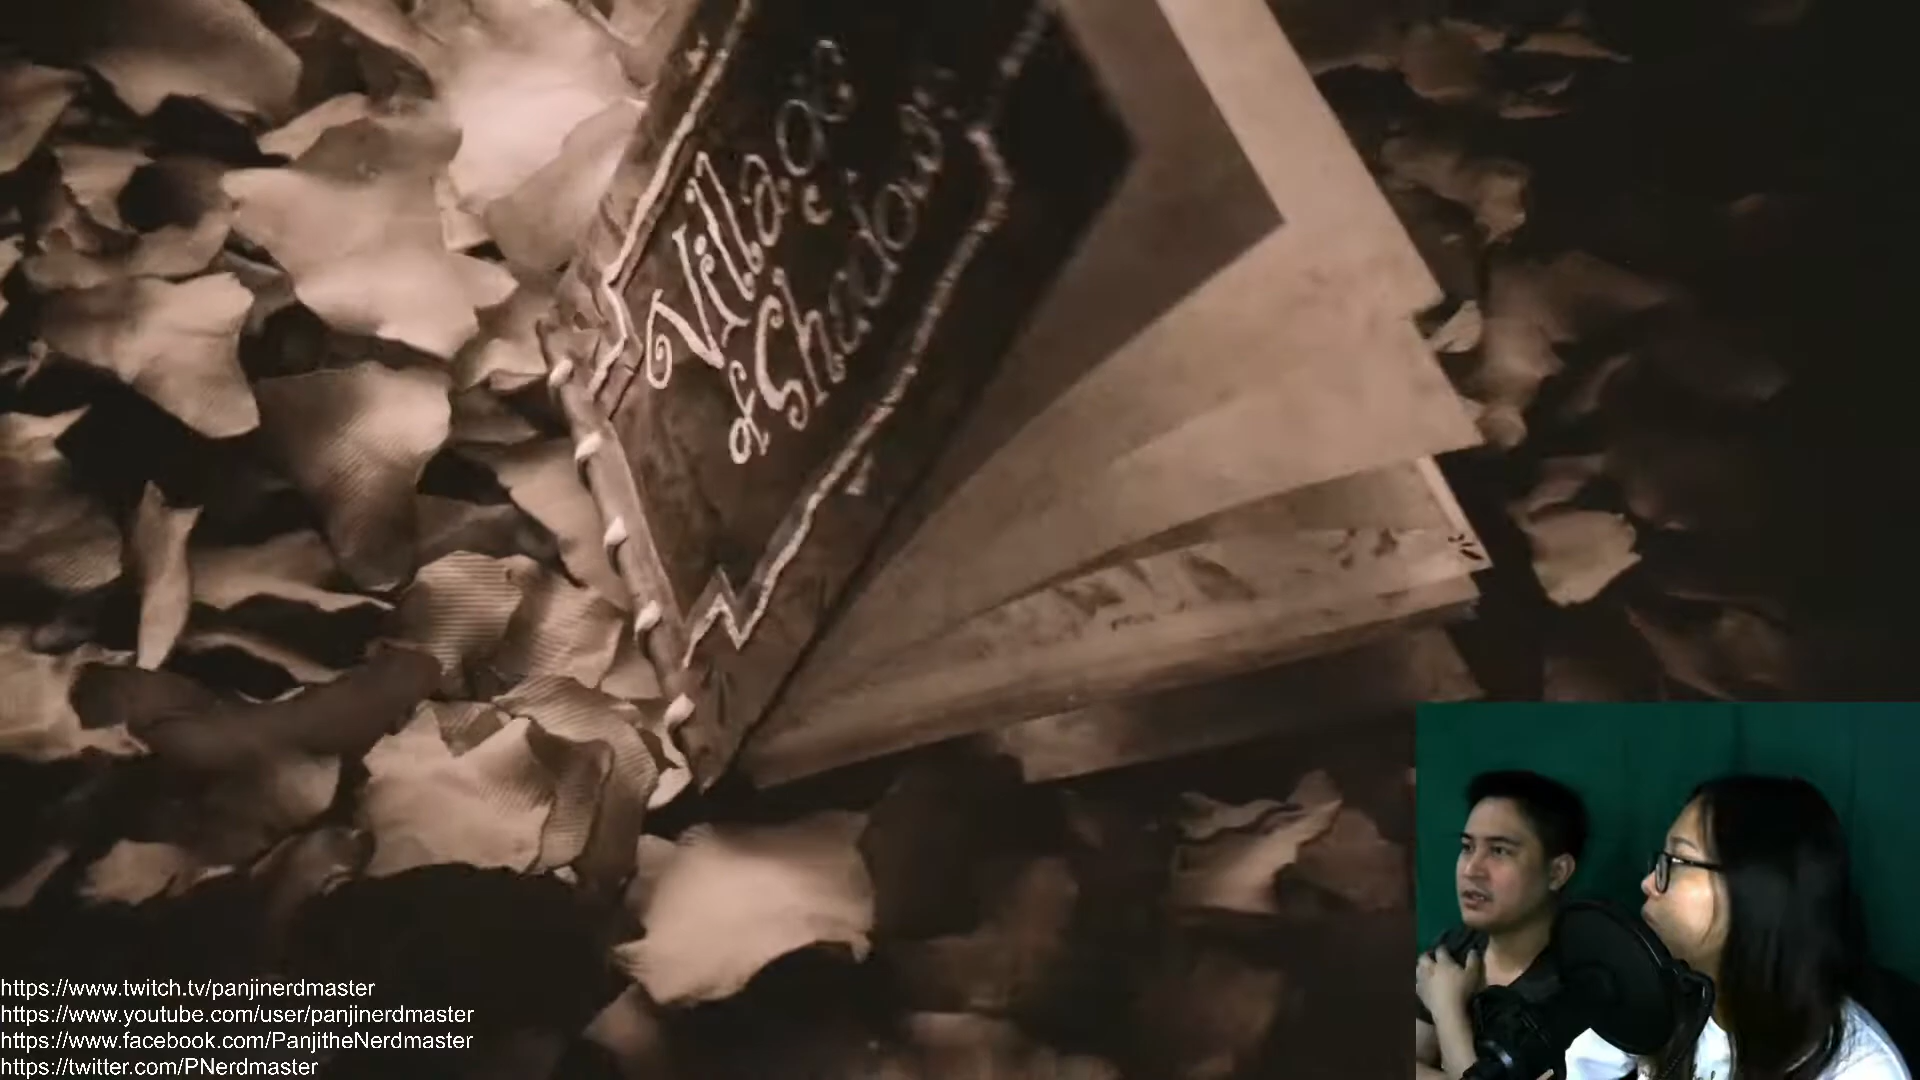 Village
of Shadows
https://www.twitch.tv/panjinerdmaster
https://www.youtube.com/user/panjinerdmaster
https://www.facebook.com/PanjitheNerdmaster
https://twitter.com/PNerdmaster